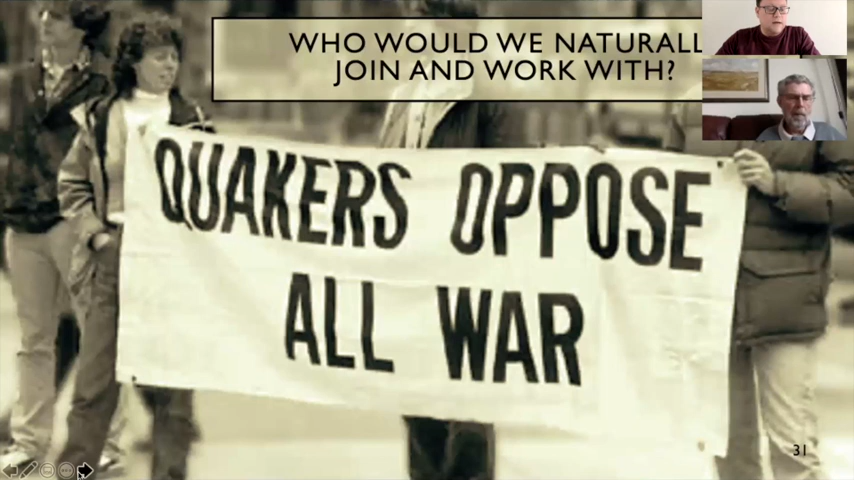 WHO WOULD WE NATURALL
JOIN AND WORK WITH?
QUAKERS OPPOSE
ALL WAR
31